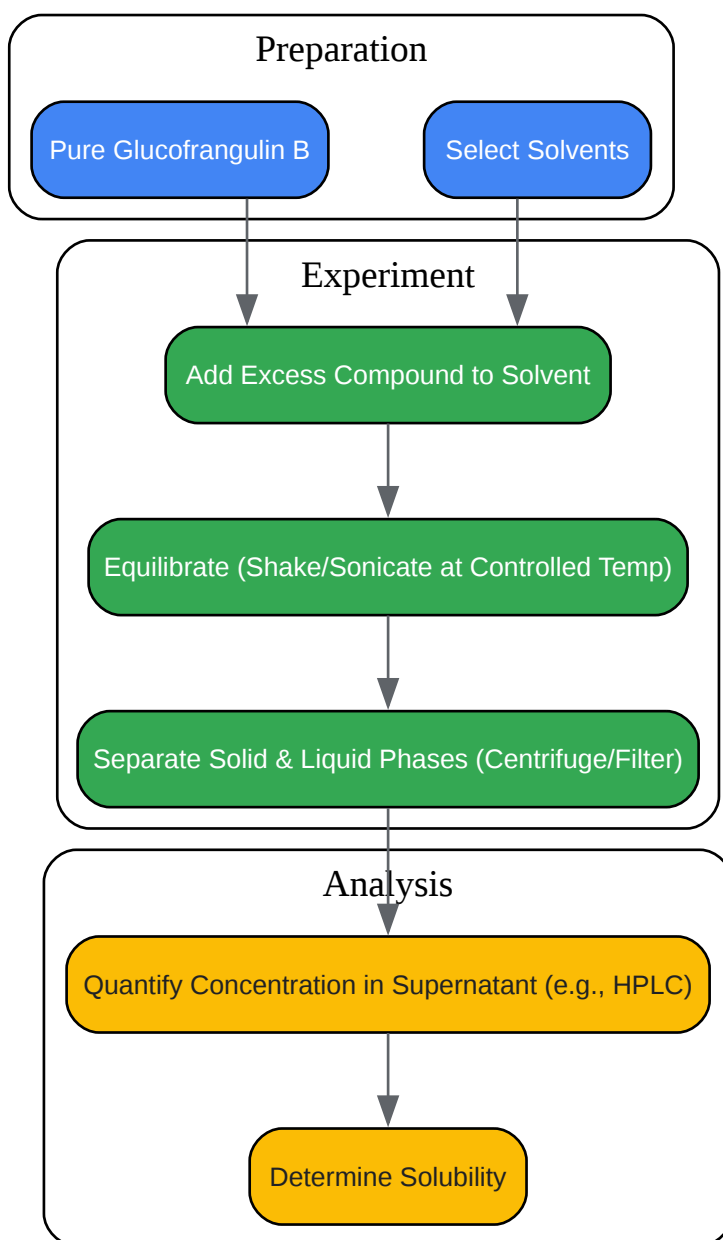 Preparation
Pure Glucofrangulin B
Select Solvents
Experiment
Add Excess Compound to Solvent
Equilibrate (Shake/Sonicate at Controlled Temp)
Separate Solid & Liquid Phases (Centrifuge/Filter)
Analysis
Quantify Concentration in Supernatant (e.g., HPLC)
Determine Solubility